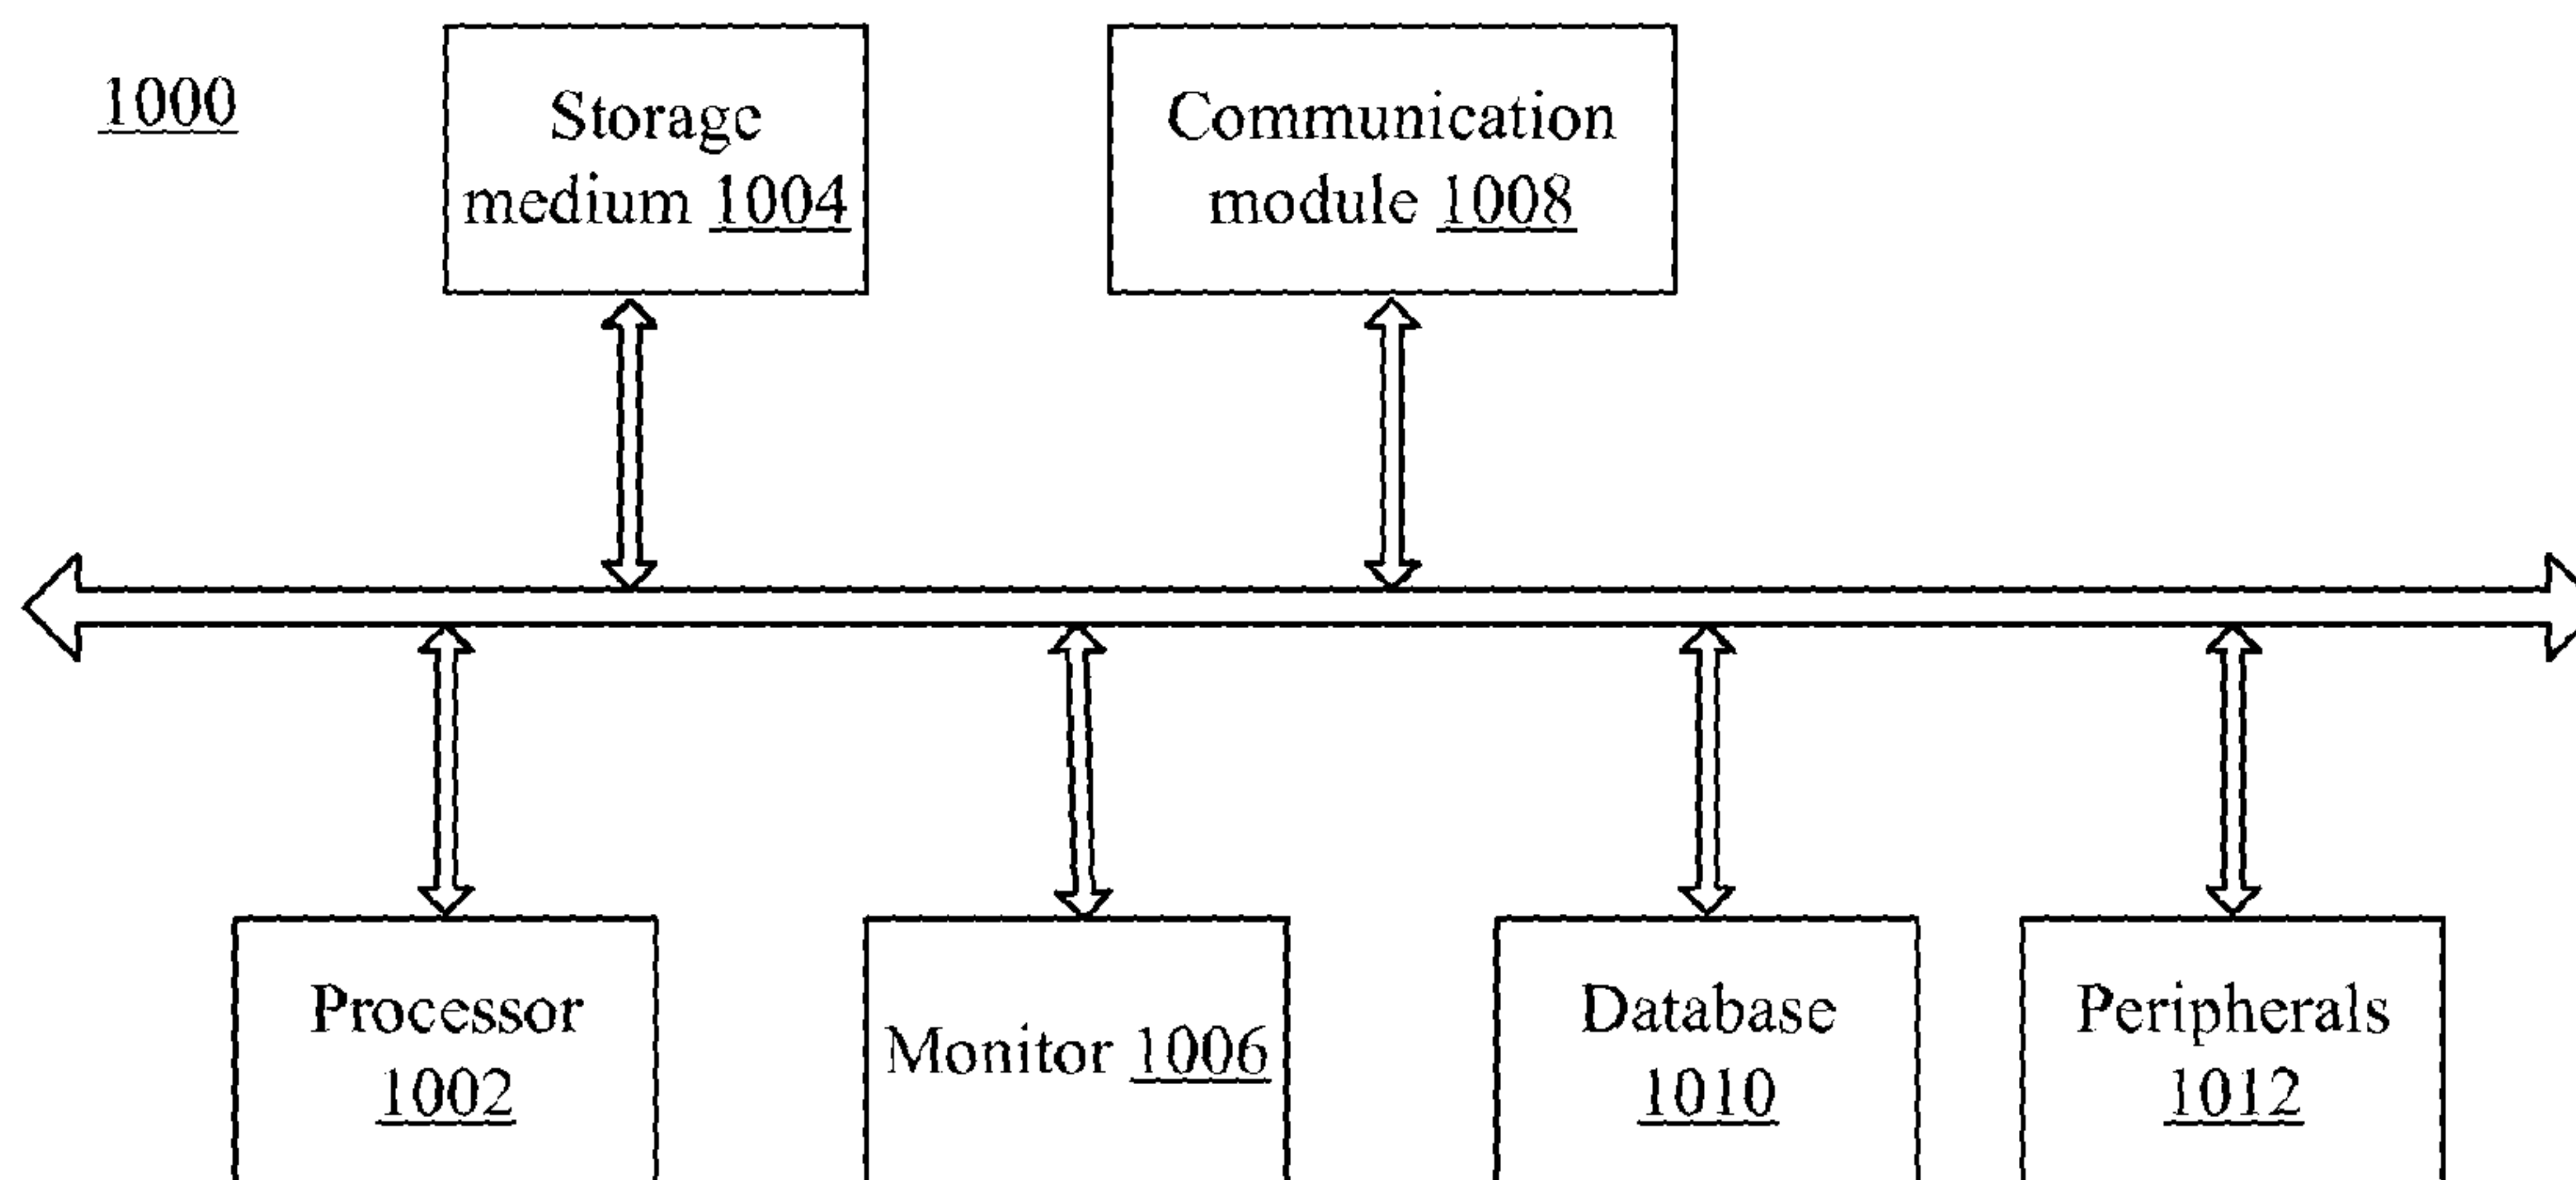 1000
Storage
medium 1004
Communication
module 1008
Processor
1002
Monitor 1006
Database
1010
Peripherals
1012